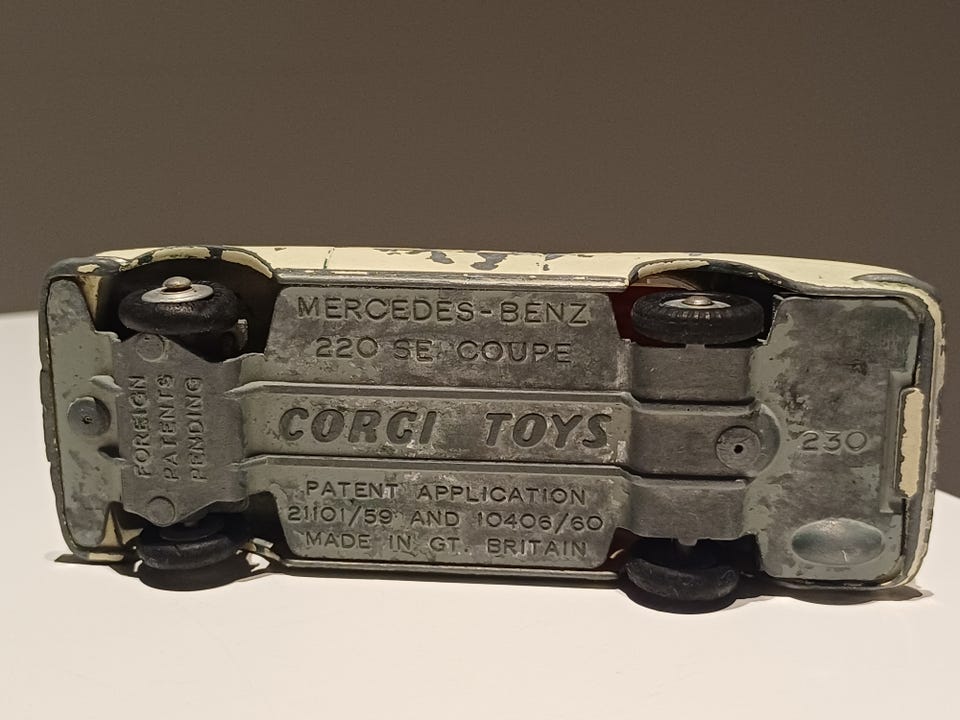 MERCEDES-BENZ
220 SE COUPE
CORGI TOYS
PATENT APPLICATION
21101/59 AND 10406/60
MADE IN GT. BRITAIN
FOREIGN
PATENTS
PENDING
230